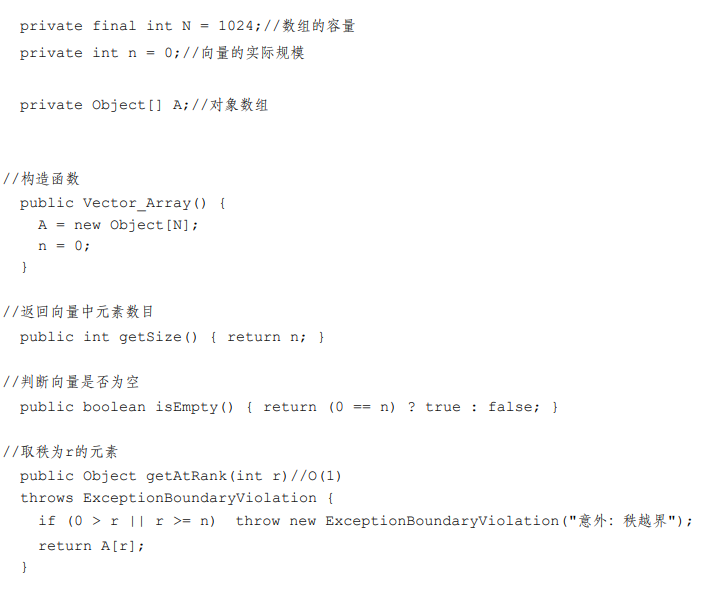 private final int N = 1024;//数组的容量
private int n = 0;//向量的实际规模
private Object[] A;//对象数组
//构造函数
public Vector_Array() {
A = new Object[N];
n = 0;
}
//返回向量中元素数目
public int getSize() { return n; }
//判断向量是否为空
public boolean isEmpty() { return (0 == n) ? true : false; }
//取秩为r的元素
public Object getAtRank(int r)//O(1)
throws ExceptionBoundaryViolation {
if (0 > r || r >= n)  throw new ExceptionBoundaryViolation("意外：秩越界");
return A[r];
}